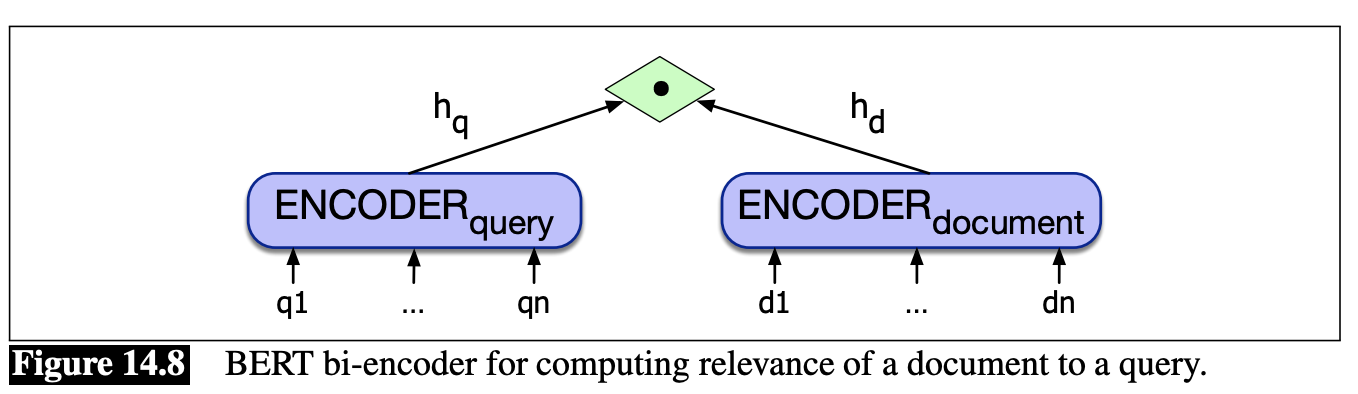 h_q h_d
ENCODER_query ENCODER_document
q1 ... qn d1 ... dn
Figure 14.8 BERT bi-encoder for computing relevance of a document to a query.